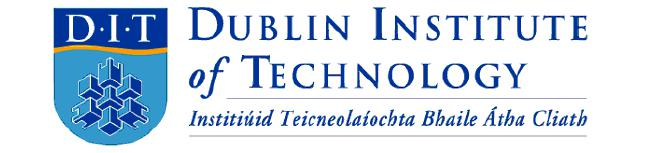 D·I·T
DUBLIN INSTITUTE
of TECHNOLOGY
Institiúid Teicneolaíochta Bhaile Átha Cliath